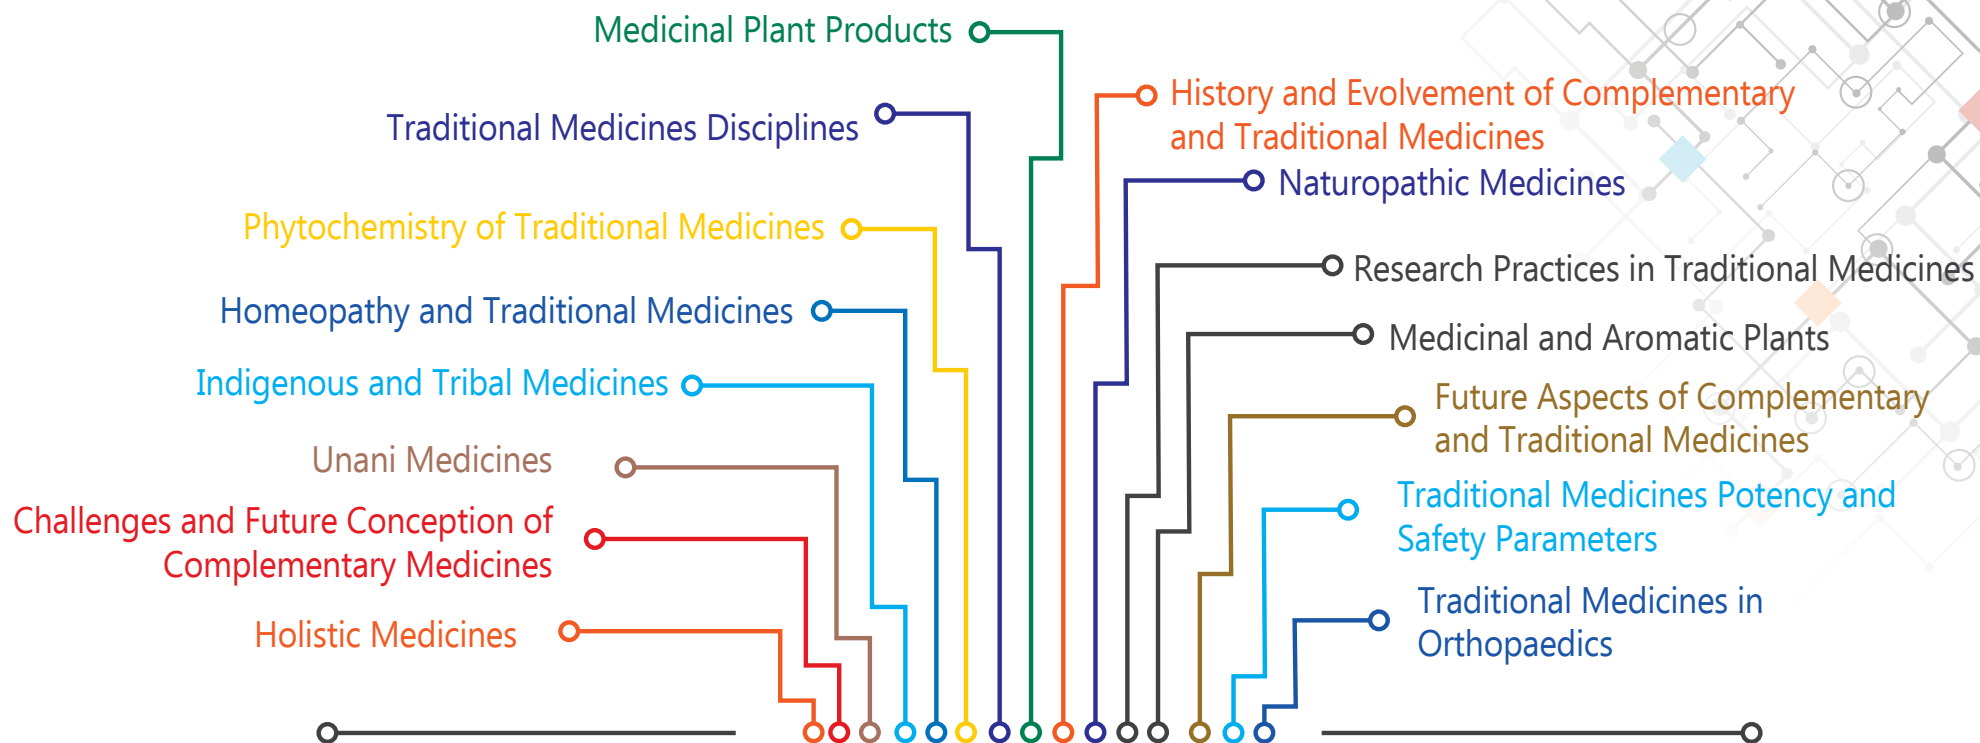 Medicinal Plant Products
Traditional Medicines Disciplines
Phytochemistry of Traditional Medicines
Homeopathy and Traditional Medicines
Indigenous and Tribal Medicines
Unani Medicines
Challenges and Future Conception of
Complementary Medicines
Holistic Medicines
History and Evolvement of Complementary
and Traditional Medicines
Naturopathic Medicines
Research Practices in Traditional Medicines
Medicinal and Aromatic Plants
Future Aspects of Complementary
and Traditional Medicines
Traditional Medicines Potency and
Safety Parameters
Traditional Medicines in
Orthopaedics